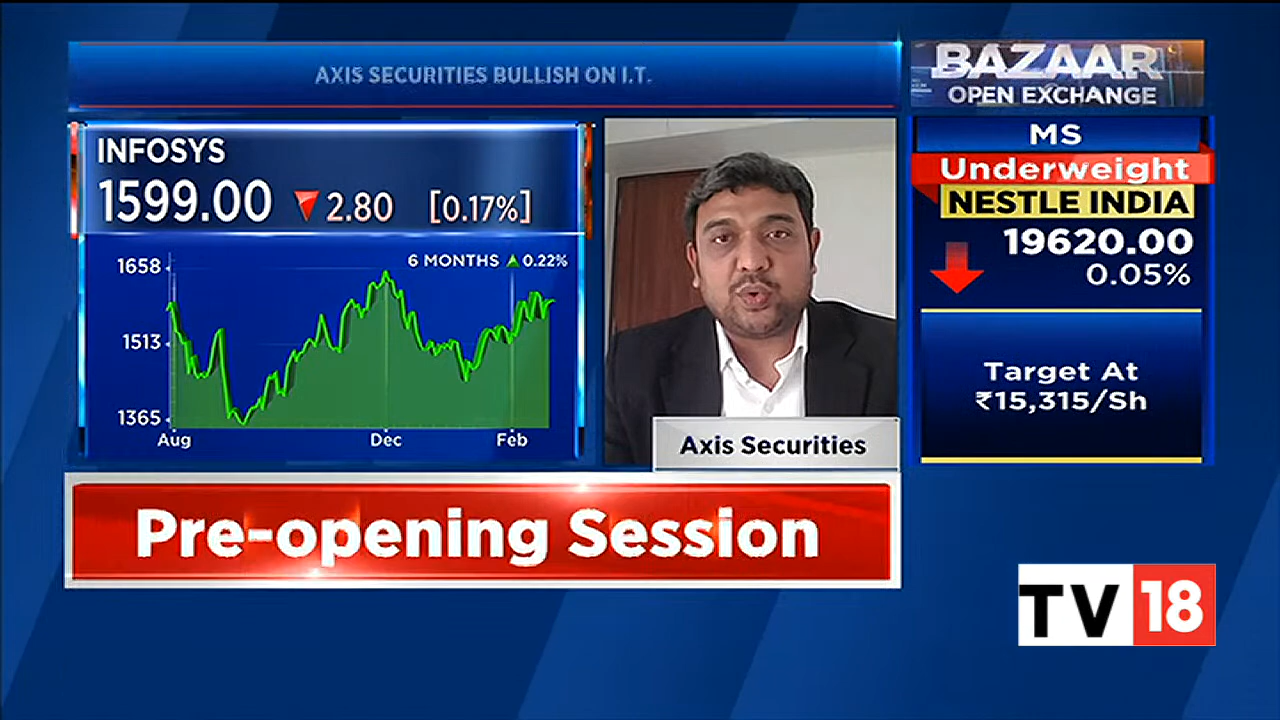 AXIS SECURITIES BULLISH ON I.T.
BAZAAR
OPEN EXCHANGE
INFOSYS
1599.00 ▼ 2.80 [0.17%]
6 MONTHS ▲ 0.22%
1658
1513
1365
Aug Dec Feb
Axis Securities
MS
Underweight
NESTLE INDIA
19620.00
0.05%
Target At
₹15,315/Sh
Pre-opening Session
TV18